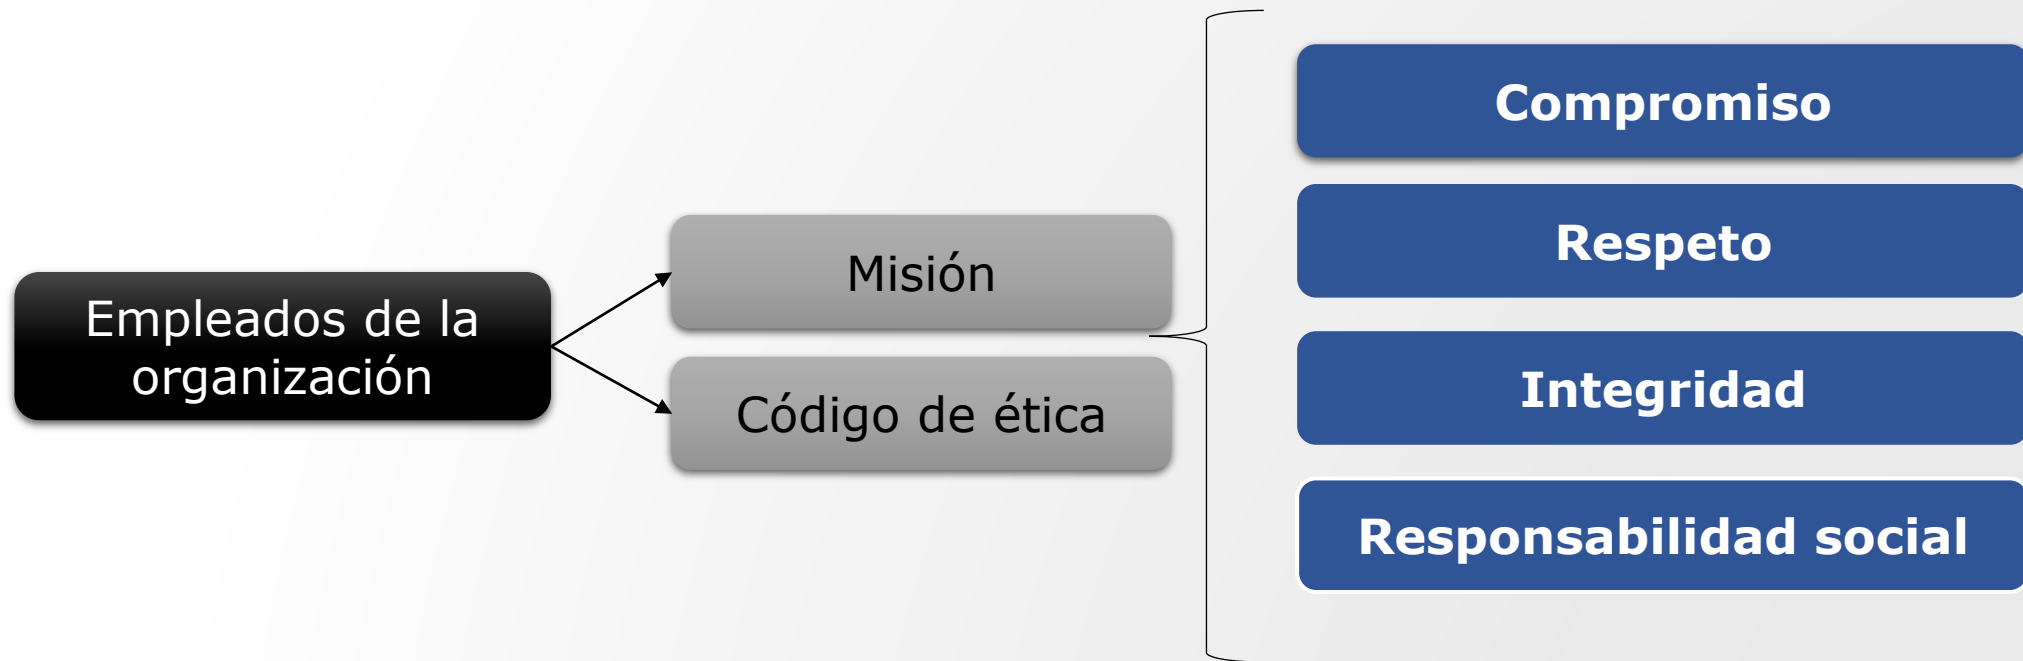 Empleados de la
organización
Misión
Código de ética
Compromiso
Respeto
Integridad
Responsabilidad social